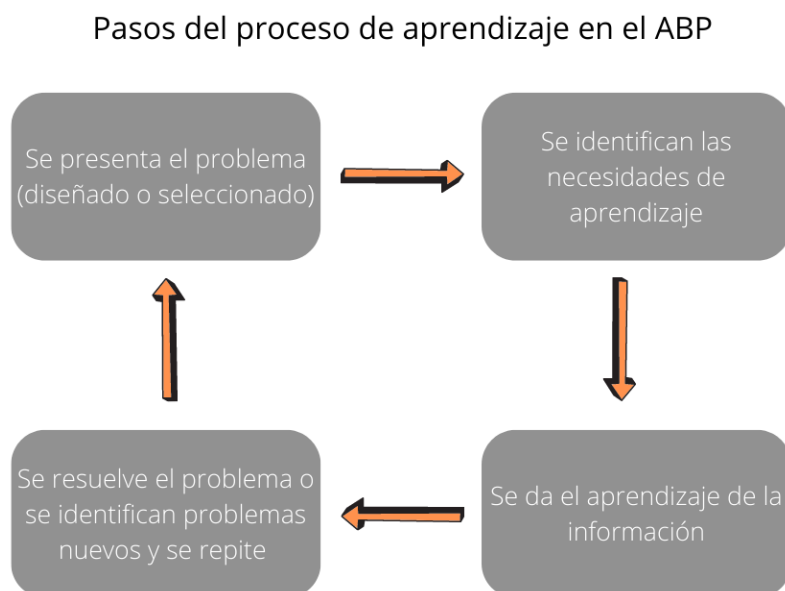 Pasos del proceso de aprendizaje en el ABP
Se presenta el problema
(diseñado o seleccionado)
Se identifican las
necesidades de
aprendizaje
Se da el aprendizaje de la
información
Se resuelve el problema o
se identifican problemas
nuevos y se repite